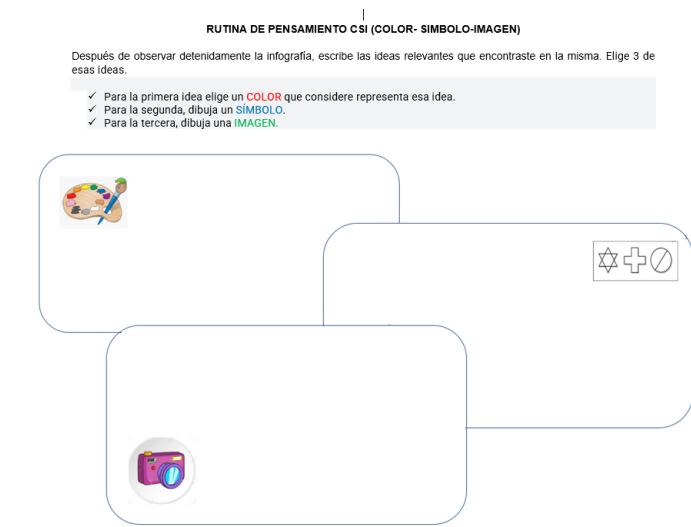 RUTINA DE PENSAMIENTO CSI (COLOR- SIMBOLO-IMAGEN)
Después de observar detenidamente la infografía, escribe las ideas relevantes que encontraste en la misma. Elige 3 de
esas ideas.
✓ Para la primera idea elige un COLOR que considere representa esa idea.
✓ Para la segunda, dibuja un SÍMBOLO.
✓ Para la tercera, dibuja una IMAGEN.